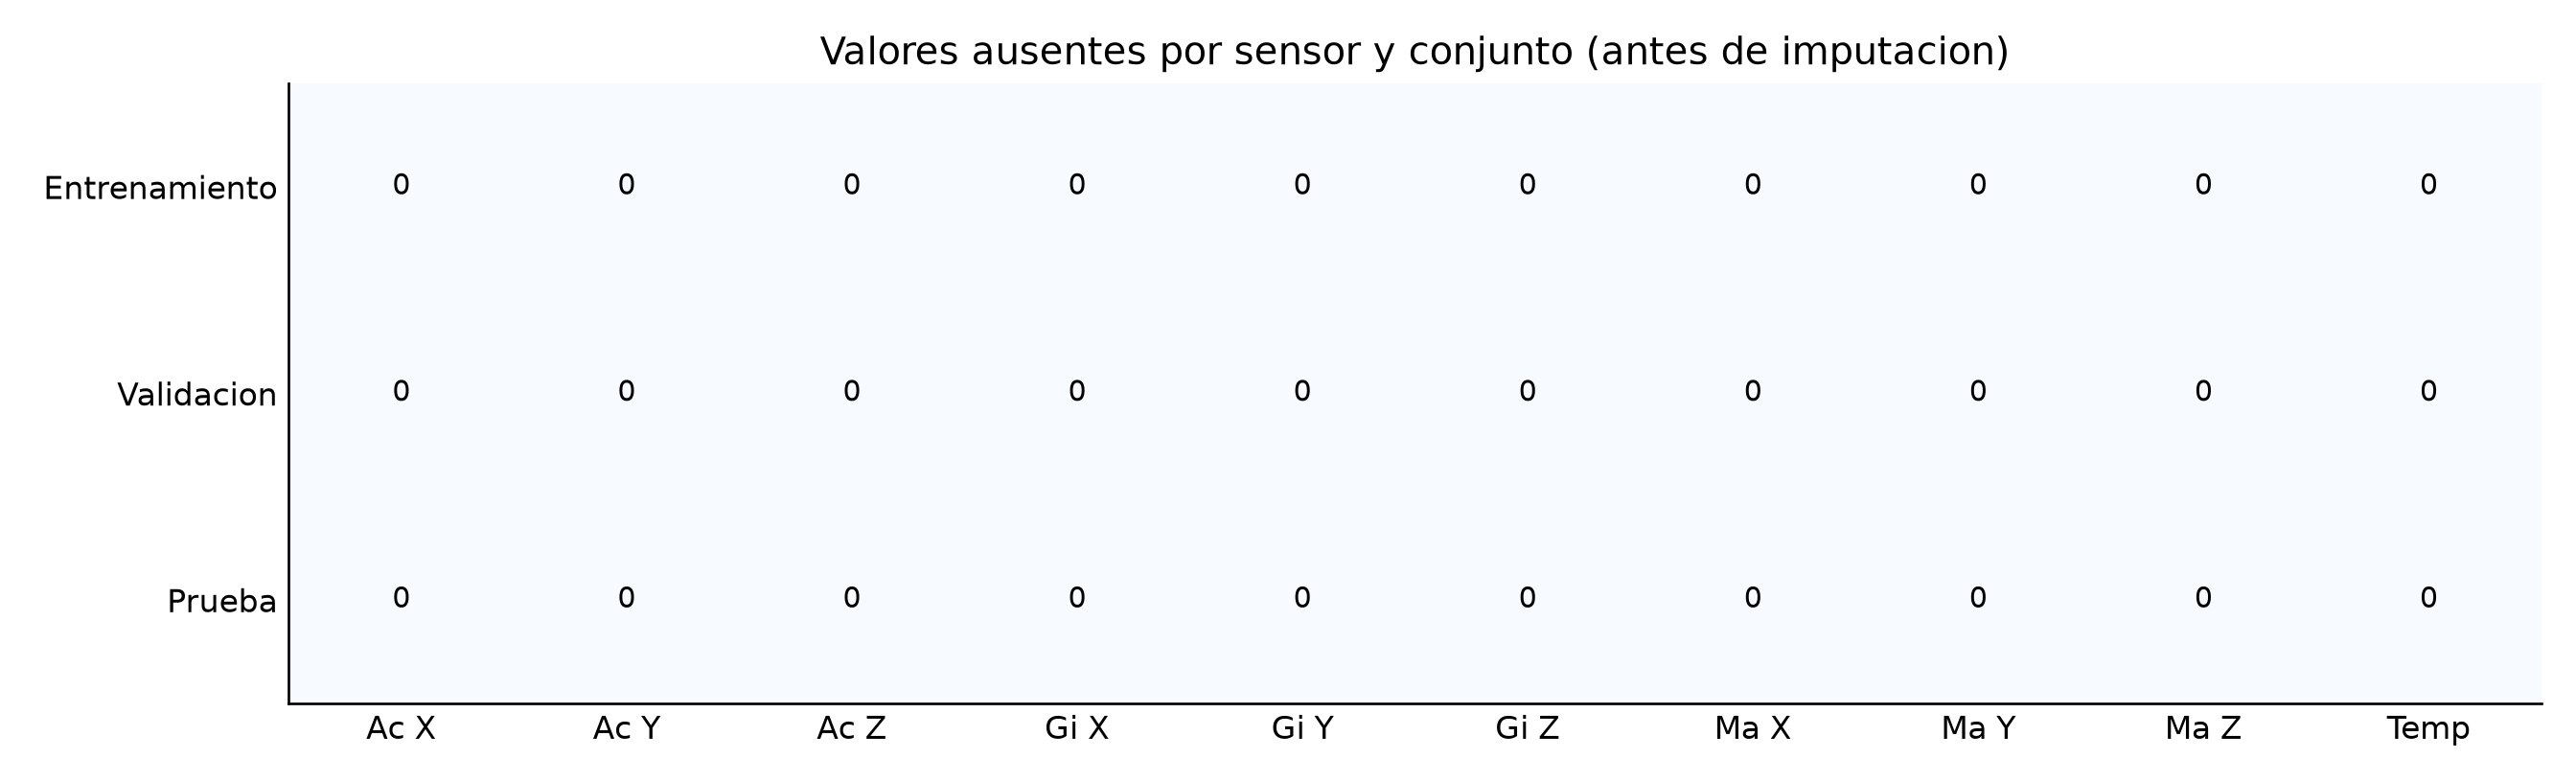 Valores ausentes por sensor y conjunto (antes de imputacion)
Entrenamiento 0 0 0 0 0 0 0 0 0 0
Validacion 0 0 0 0 0 0 0 0 0 0
Prueba 0 0 0 0 0 0 0 0 0 0
Ac X Ac Y Ac Z Gi X Gi Y Gi Z Ma X Ma Y Ma Z Temp